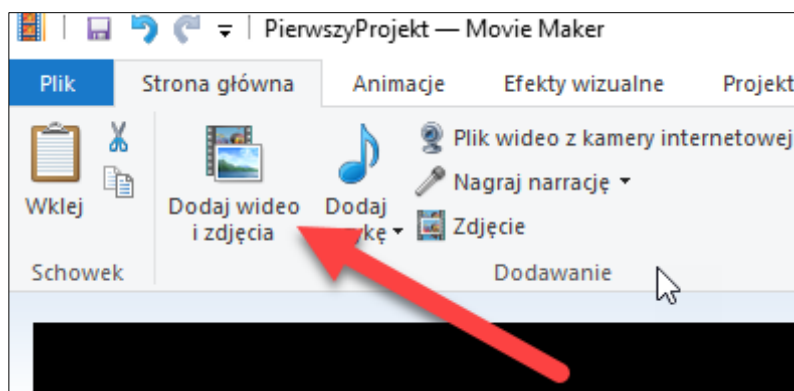 PierwszyProjekt — Movie Maker
Plik Strona główna Animacje Efekty wizualne Projekt
Wklej
Dodaj wideo
i zdjęcia
Dodaj
Plik wideo z kamery internetowej
Nagraj narrację
Zdjęcie
Schowek
Dodawanie